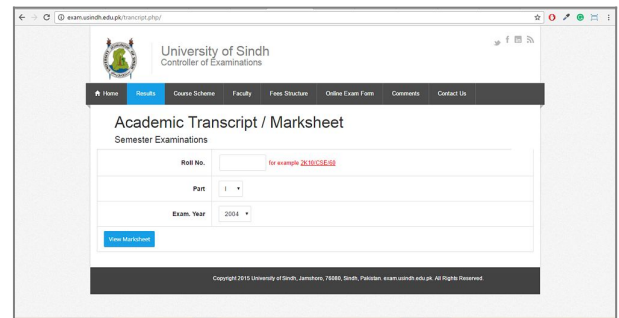 exam.usindh.edu.pk/trancript.php/
University of Sindh
Controller of Examinations
Home Results Course Scheme Faculty Fees Structure Online Exam Form Comments Contact Us
Academic Transcript / Marksheet
Semester Examinations
Roll No. for example 2K16/CSE/68
Part I
Exam. Year 2004
View Marksheet
Copyright 2015 University of Sindh, Jamshoro, 76080, Sindh, Pakistan. exam.usindh.edu.pk. All Rights Reserved.